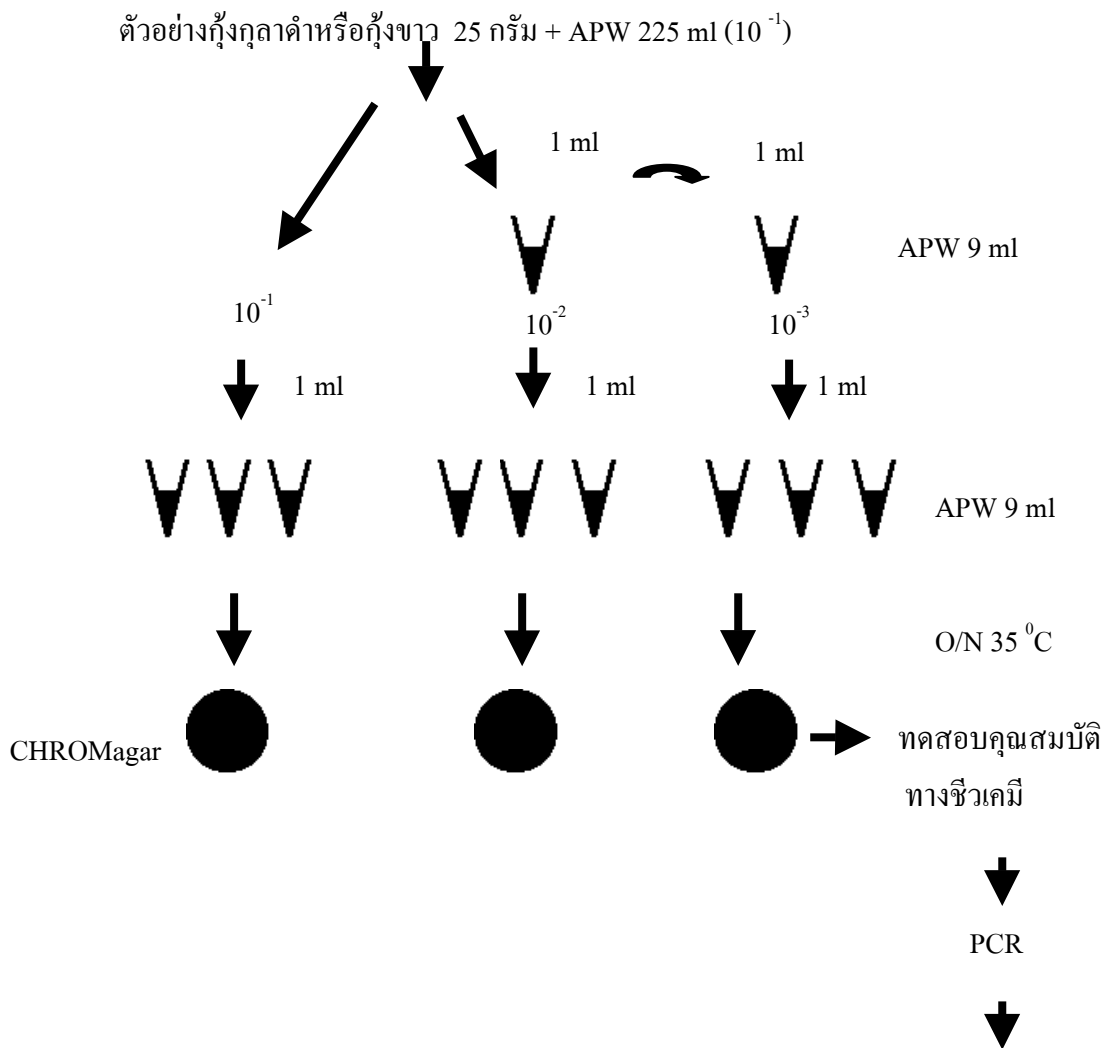 ตัวอย่างกุ้งกุลาดำหรือกุ้งขาว 25 กรัม + APW 225 ml (10 ⁻¹)
1 ml
1 ml
APW 9 ml
10⁻¹
10⁻²
10⁻³
1 ml
1 ml
1 ml
APW 9 ml
O/N 35 ⁰C
CHROMagar
ทดสอบคุณสมบัติ
ทางชีวเคมี
PCR